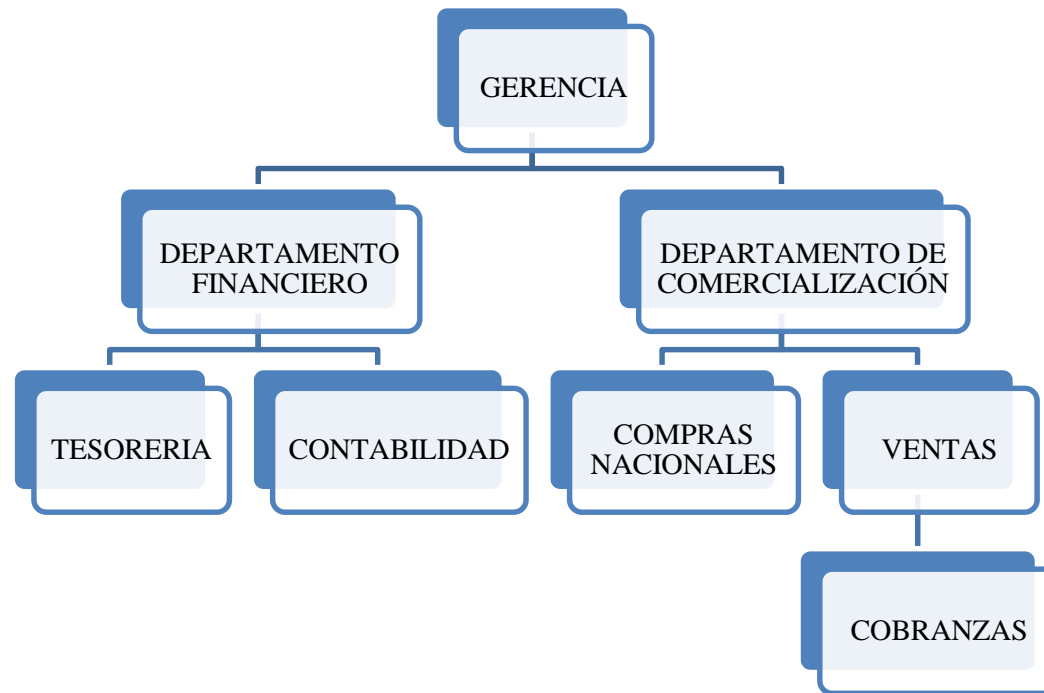 GERENCIA
DEPARTAMENTO
FINANCIERO
DEPARTAMENTO DE
COMERCIALIZACIÓN
TESORERIA
CONTABILIDAD
COMPRAS
NACIONALES
VENTAS
COBRANZAS